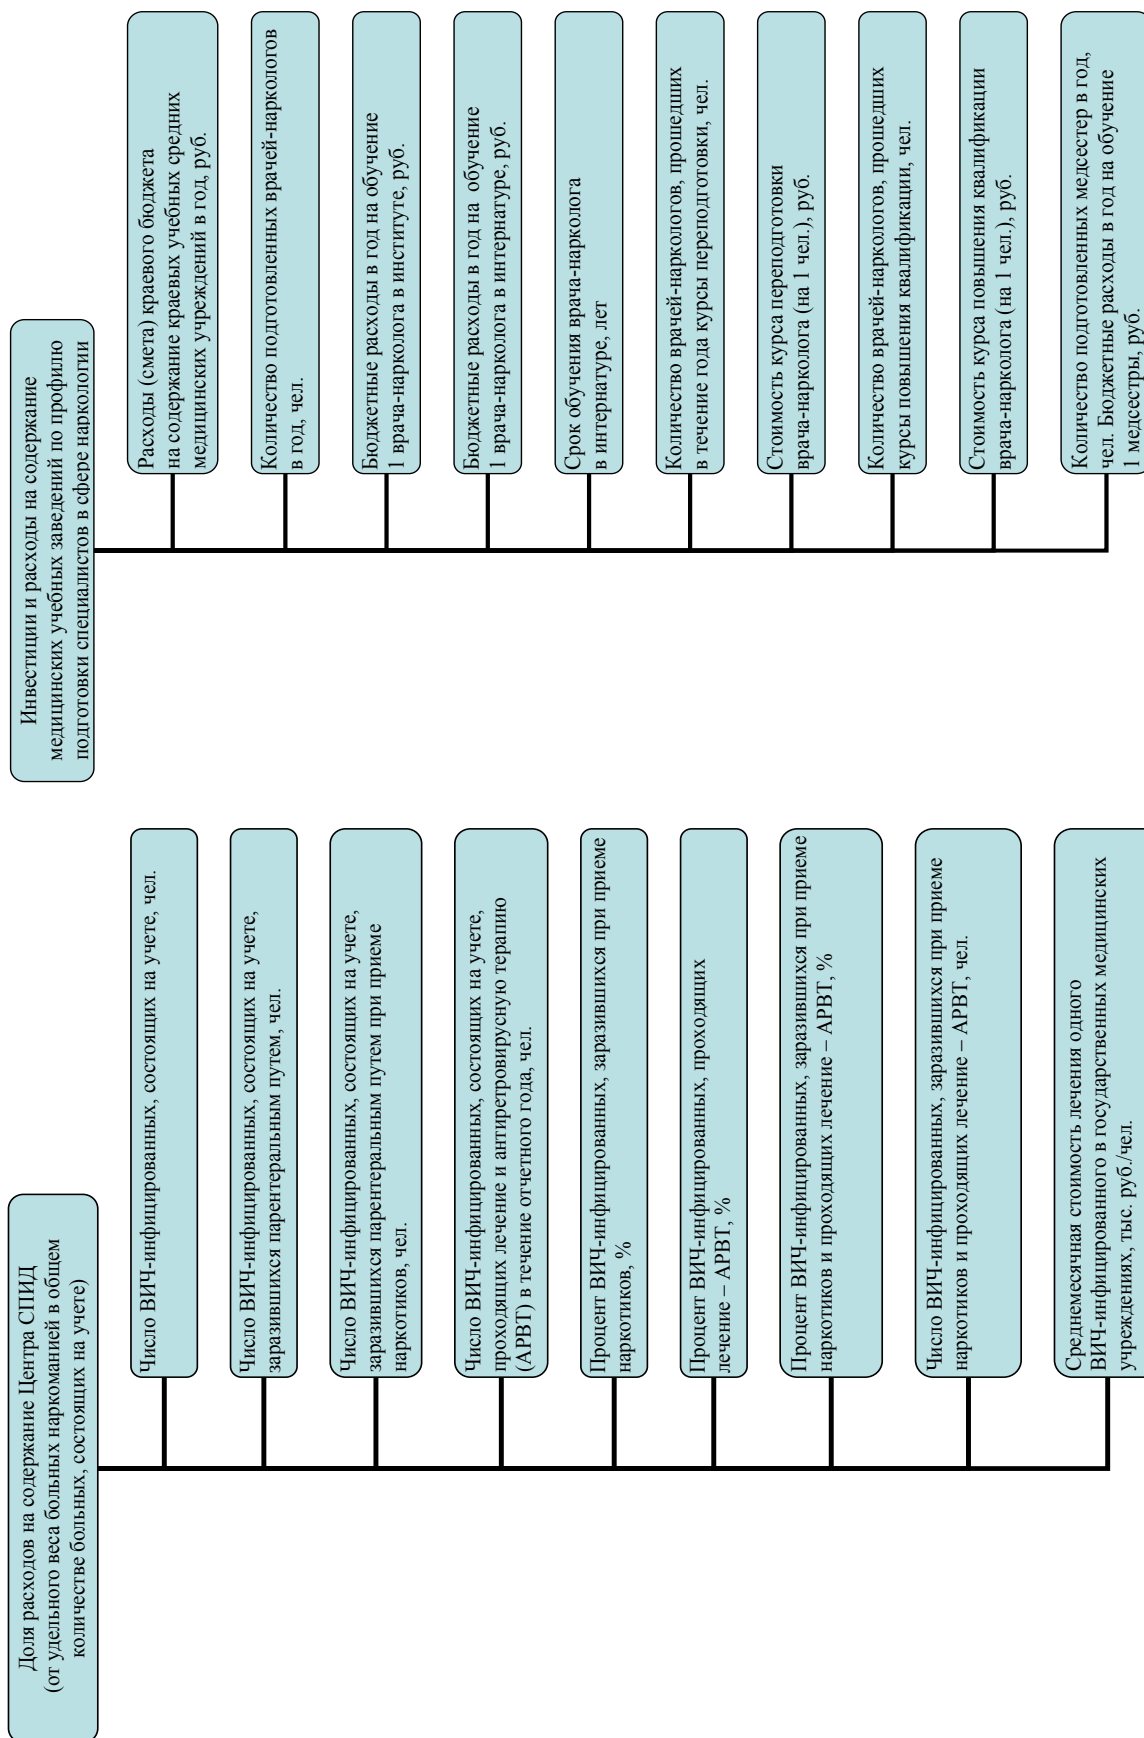 Доля расходов на содержание Центра СПИД
(от удельного веса больных наркоманией в общем
количестве больных, состоящих на учете)
Число ВИЧ-инфицированных, состоящих на учете, чел.
Число ВИЧ-инфицированных, состоящих на учете,
заразившихся парентеральным путем, чел.
Число ВИЧ-инфицированных, состоящих на учете,
заразившихся парентеральным путем при приеме
наркотиков, чел.
Число ВИЧ-инфицированных, состоящих на учете,
проходящих лечение и антиретровирусную терапию
(АРВТ) в течение отчетного года, чел.
Процент ВИЧ-инфицированных, заразившихся при приеме
наркотиков, %
Процент ВИЧ-инфицированных, проходящих
лечение – АРВТ, %
Процент ВИЧ-инфицированных, заразившихся при приеме
наркотиков и проходящих лечение – АРВТ, %
Число ВИЧ-инфицированных, заразившихся при приеме
наркотиков и проходящих лечение – АРВТ, чел.
Среднемесячная стоимость лечения одного
ВИЧ-инфицированного в государственных медицинских
учреждениях, тыс. руб./чел.
Инвестиции и расходы на содержание
медицинских учебных заведений по профилю
подготовки специалистов в сфере наркологии
Расходы (смета) краевого бюджета
на содержание краевых учебных средних
медицинских учреждений в год, руб.
Количество подготовленных врачей-наркологов
в год, чел.
Бюджетные расходы в год на обучение
1 врача-нарколога в институте, руб.
Бюджетные расходы в год на обучение
1 врача-нарколога в интернатуре, руб.
Срок обучения врача-нарколога
в интернатуре, лет
Количество врачей-наркологов, прошедших
в течение года курсы переподготовки, чел.
Стоимость курса переподготовки
врача-нарколога (на 1 чел.), руб.
Количество врачей-наркологов, прошедших
курсы повышения квалификации, чел.
Стоимость курса повышения квалификации
врача-нарколога (на 1 чел.), руб.
Количество подготовленных медсестер в год,
чел. Бюджетные расходы в год на обучение
1 медсестры, руб.